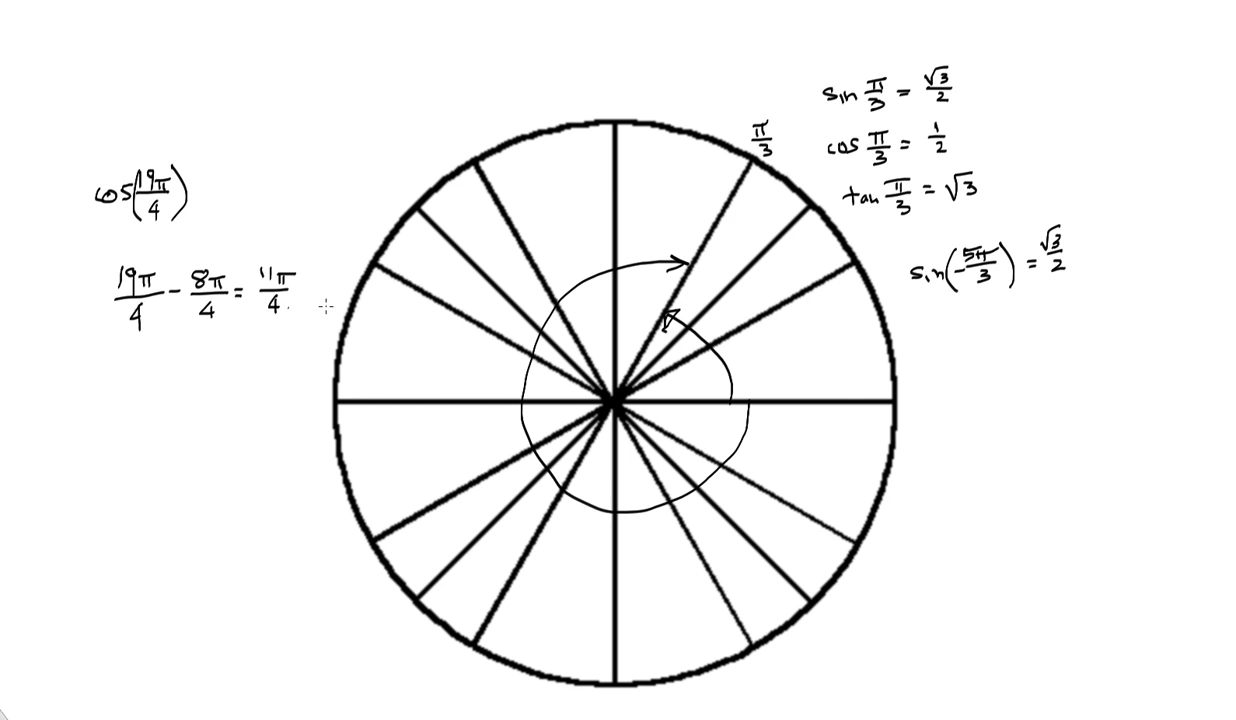 cos(19π/4)
19π/4 - 8π/4 = 11π/4
π/3
sin π/3 = √3/2
cos π/3 = 1/2
tan π/3 = √3
sin(-5π/3) = √3/2